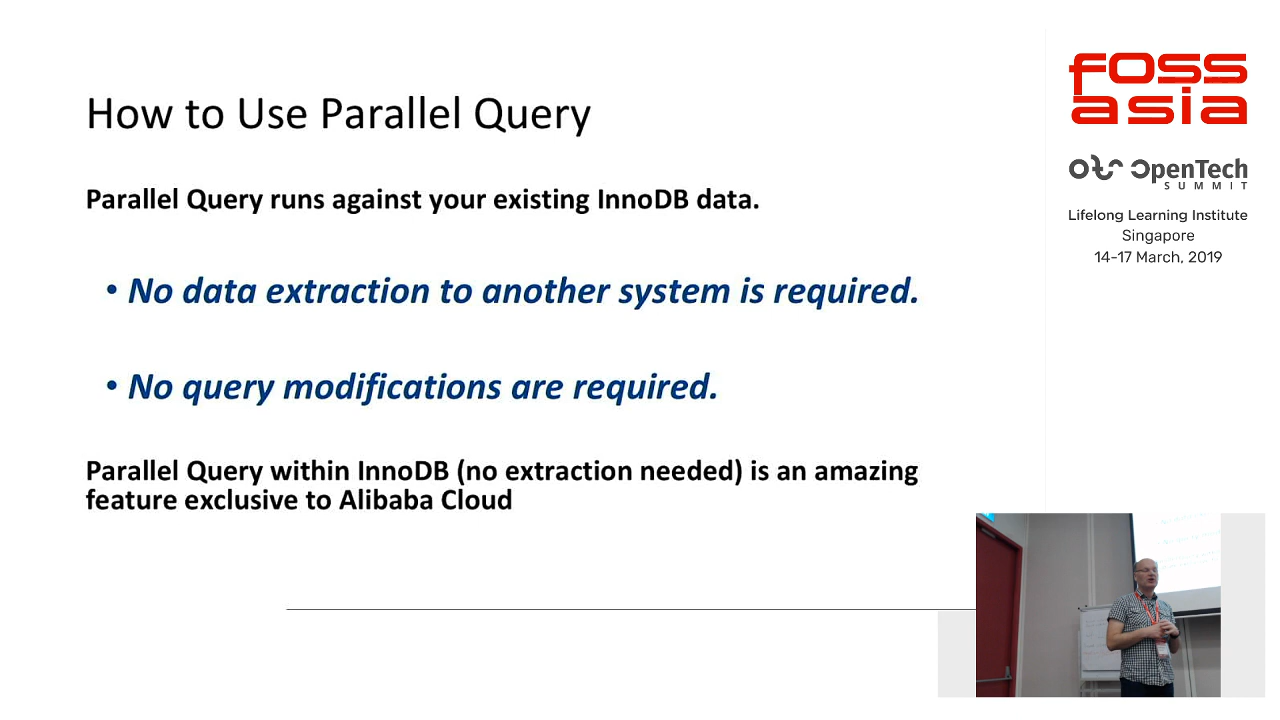 How to Use Parallel Query
Parallel Query runs against your existing InnoDB data.
• No data extraction to another system is required.
• No query modifications are required.
Parallel Query within InnoDB (no extraction needed) is an amazing
feature exclusive to Alibaba Cloud
FOSS
asia
OTS OpenTech
SUMMIT
Lifelong Learning Institute
Singapore
14-17 March, 2019